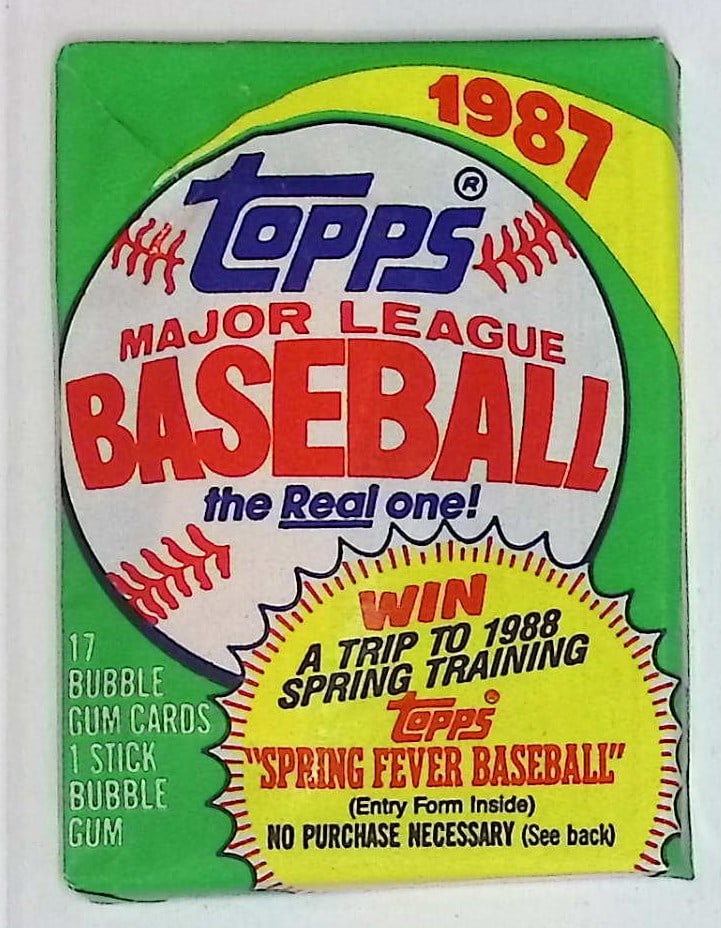 1987
Topps®
MAJOR LEAGUE
BASEBALL
the Real one!
17
BUBBLE
GUM CARDS
1 STICK
BUBBLE
GUM
WIN
A TRIP TO 1988
SPRING TRAINING
Topps®
"SPRING FEVER BASEBALL"
(Entry Form Inside)
NO PURCHASE NECESSARY (See back)